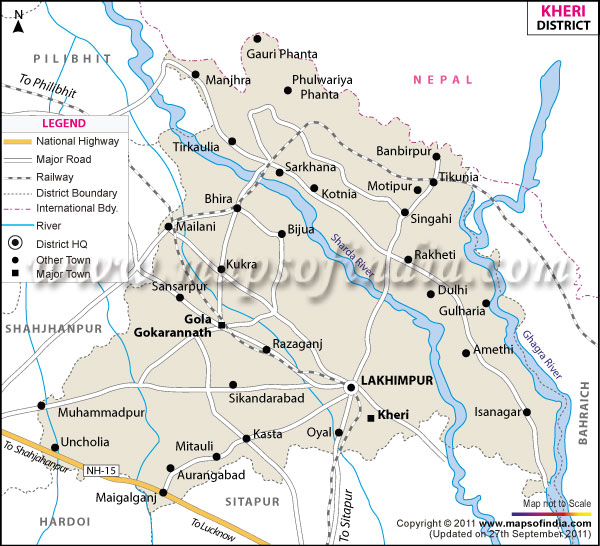 KHERI
DISTRICT
N
PILIBHIT
Gauri Phanta
NEPAL
Manjhra
Phulwariya
Phanta
To Philibhit
LEGEND
National Highway
Major Road
Railway
District Boundary
International Bdy.
River
District HQ
Other Town
Major Town
Tirkaulia
Banbirpur
Sarkhana
Tikunia
Kotnia
Motipur
Bhira
Singahi
Mailani
Bijua
Sharda River
Rakheti
Kukra
www.mapsofindia.com
Sansarpur
Dulhi
Gulharia
Gola
Gokarannath
SHAHJHANPUR
Ghagra River
Razaganj
Amethi
LAKHIMPUR
Sikandarabad
BAHRAICH
Muhammadpur
Kheri
Isanagar
Uncholia
Kasta
Oyal
To Shahjahanpur
Mitauli
NH-15
Aurangabad
Maigalganj
SITAPUR
HARDOI
To Lucknow
To Sitapur
Map not to Scale
Copyright © 2011 www.mapsofindia.com
(Updated on 27th September 2011)